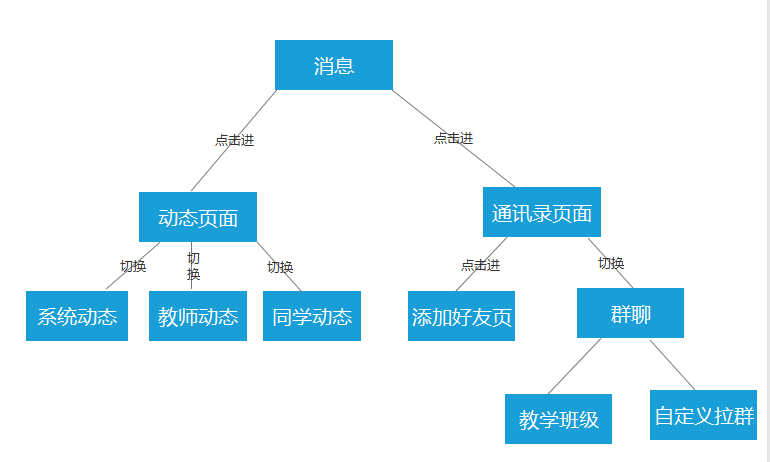 消息
点击进
点击进
动态页面
通讯录页面
切换
切
换
切换
点击进
切换
系统动态
教师动态
同学动态
添加好友页
群聊
教学班级
自定义拉群